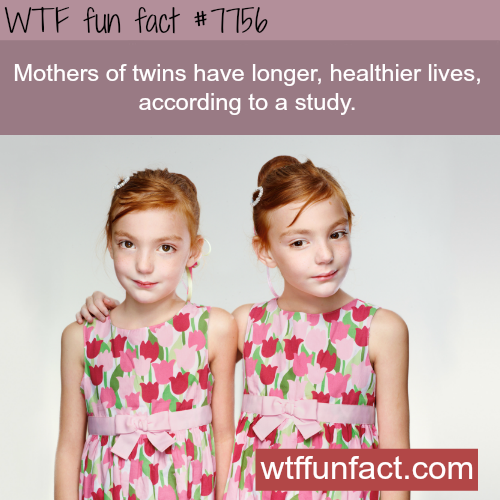 WTF fun fact #7756
Mothers of twins have longer, healthier lives,
according to a study.
wtffunfact.com